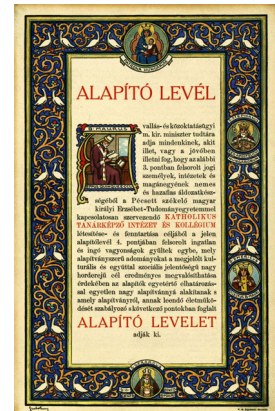 ALAPÍTÓ LEVÉL
S. MAURUS
A vallás- és közoktatásügyi
m. kir. miniszter tudtára
adja mindenkinek, akit
illet, vagy a jövőben
illetni fog, hogy az alábbi
3. pontban felsorolt jogi
személyek, intézetek és
magánegyének nemes
és hazafias áldozatkész-
ségéből a Pécsett székelő magyar
királyi Erzsébet-Tudományegyetemmel
kapcsolatosan szervezendő KATHOLIKUS
TANÁRKÉPZŐ INTÉZET ÉS KOLLÉGIUM
létesítése- és fenntartása céljából a jelen
alapítólevél 4. pontjában felsorolt ingatlan
és ingó vagyonságok gyűltek egybe, mely
alapítványszerű adományokat a megjelölt kul-
turális és egyúttal szociális jelentőségű nagy
horderejű cél eredményes megvalósíthatása
érdekében az alapítók egyetértő elhatározás-
sal egyetlen nagy alapítvánnyá alakítanak s
amely alapítványról, annak leendő életműkö-
dését szabályozó s következő pontokban foglalt
ALAPÍTÓ LEVELET
adják ki.